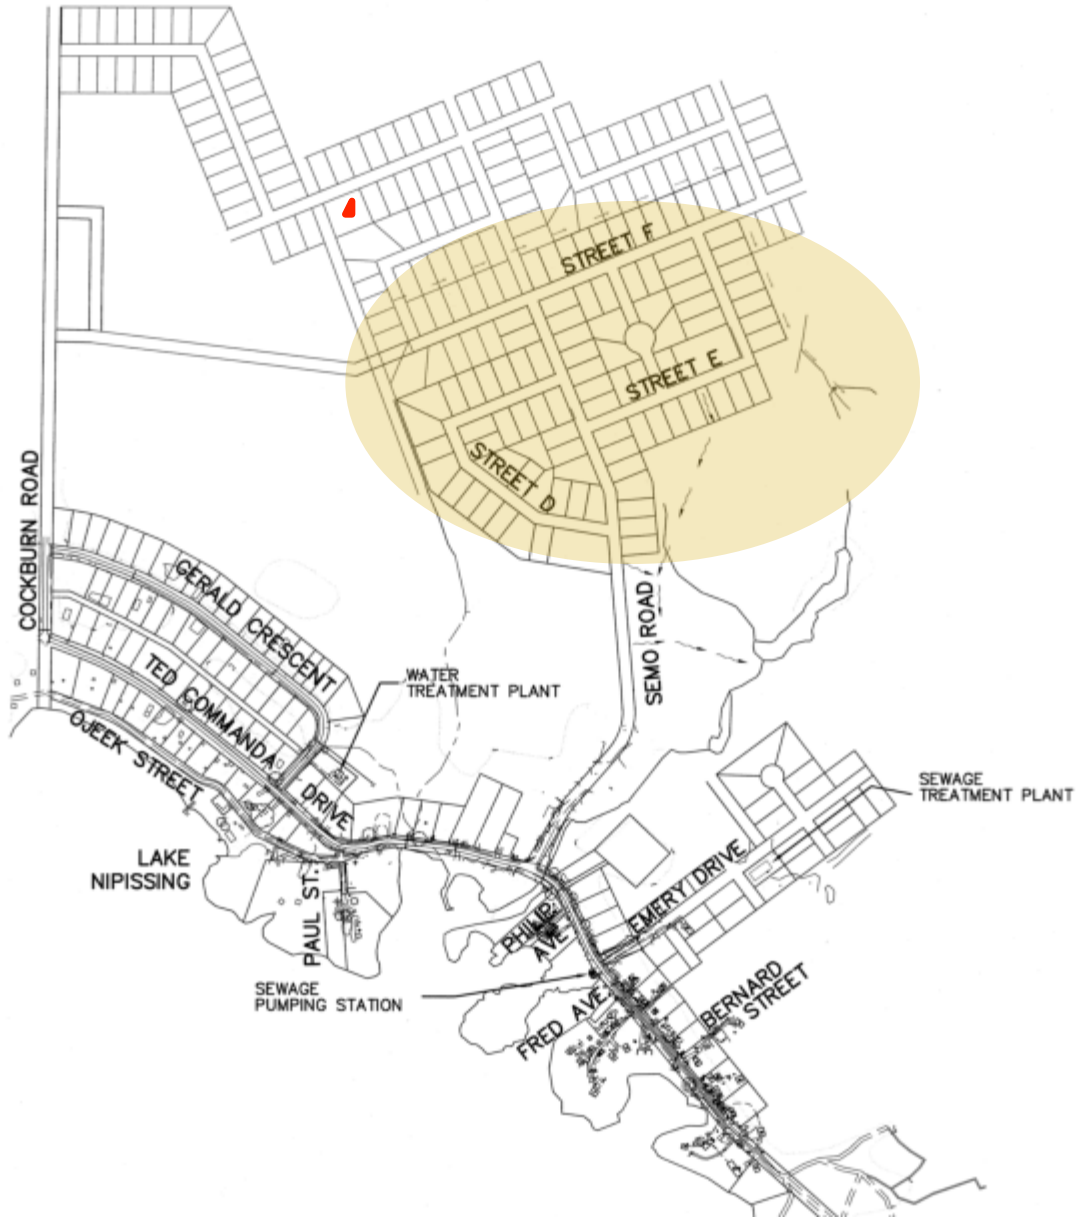 STREET F
STREET E
STREET D
COCKBURN ROAD
GERALD CRESCENT
SEMO ROAD
WATER
TREATMENT PLANT
TED COMMANDA DRIVE
OJEEK STREET
SEWAGE
TREATMENT PLANT
LAKE
NIPISSING
PAUL ST.
EMERY DRIVE
PHILIP
AVE
SEWAGE
PUMPING STATION
BERNARD
STREET
FRED AVE.